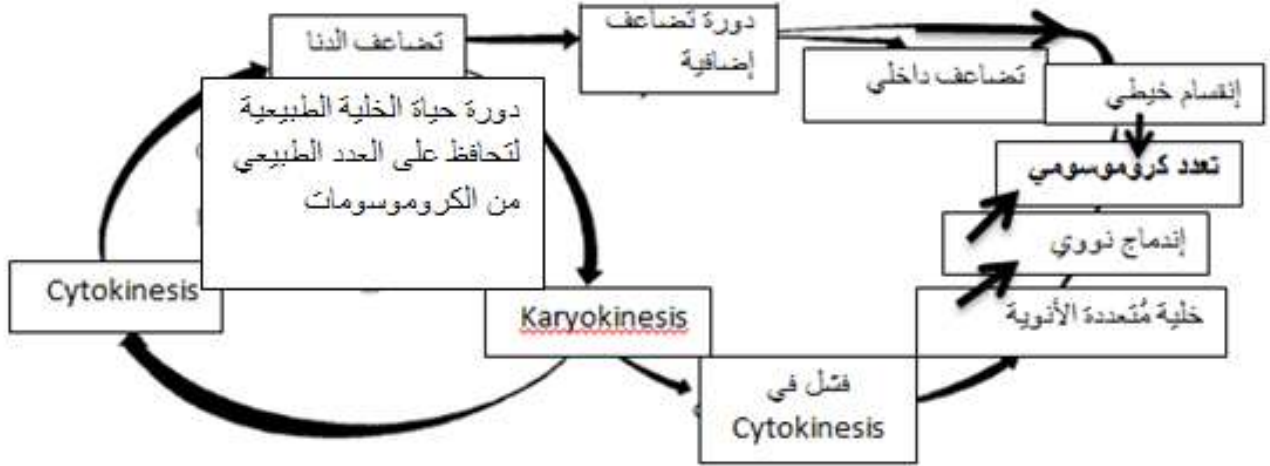 تضاعف الدنا
دورة تضاعف
إضافية
تضاعف داخلي
إنقسام خيطي
تعدد كروموسومي
إندماج نووي
خلية مُتعددة الأنوية
دورة حياة الخلية الطبيعية
لتحافظ على العدد الطبيعي
من الكروموسومات
Cytokinesis
Karyokinesis
فشل في
Cytokinesis